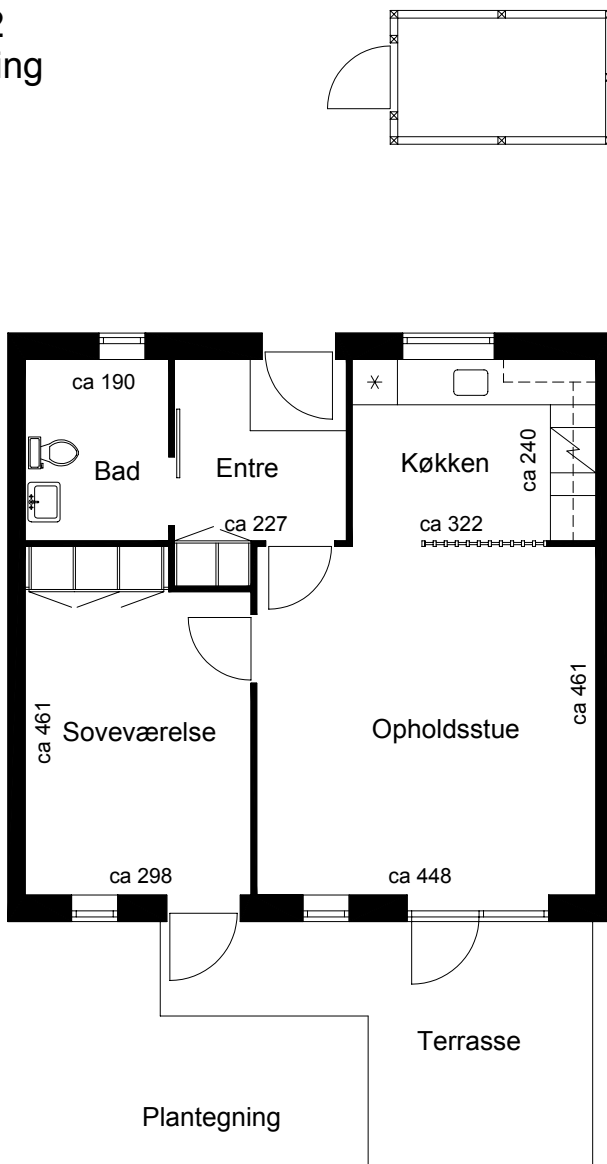 2
ing
ca 190
Bad
Entre
Køkken
ca 240
ca 227
ca 322
ca 461
Soveværelse
Opholdsstue
ca 461
ca 298
ca 448
Terrasse
Plantegning